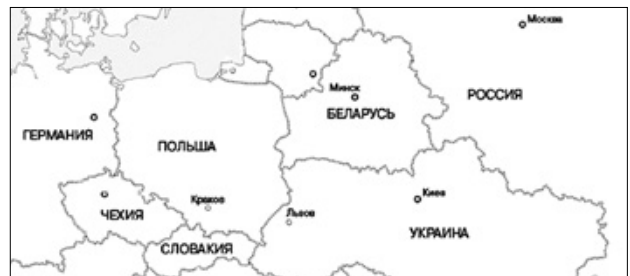 Москва
Минск
РОССИЯ
БЕЛАРУСЬ
ГЕРМАНИЯ
ПОЛЬША
Краков
Киев
Львов
ЧЕХИЯ
УКРАИНА
СЛОВАКИЯ